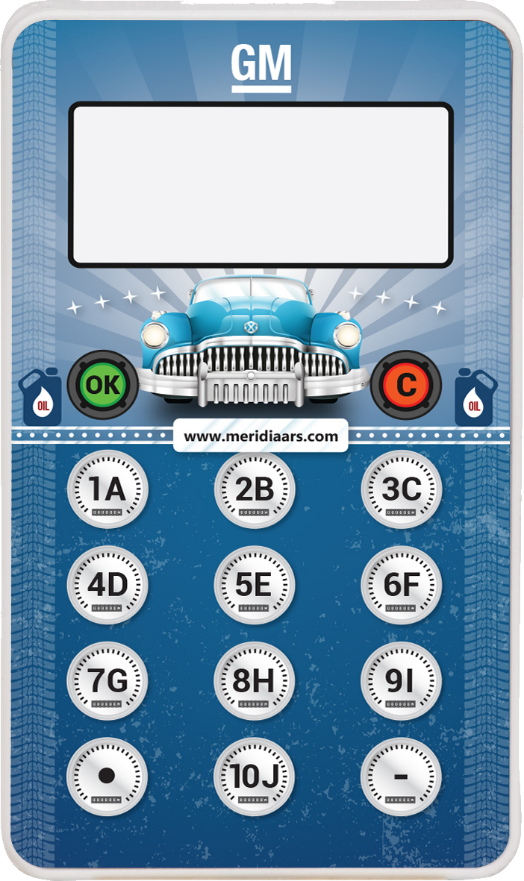 GM
OK
C
OIL
OIL
www.meridiaars.com
1A
2B
3C
4D
5E
6F
7G
8H
9I
•
10J
-